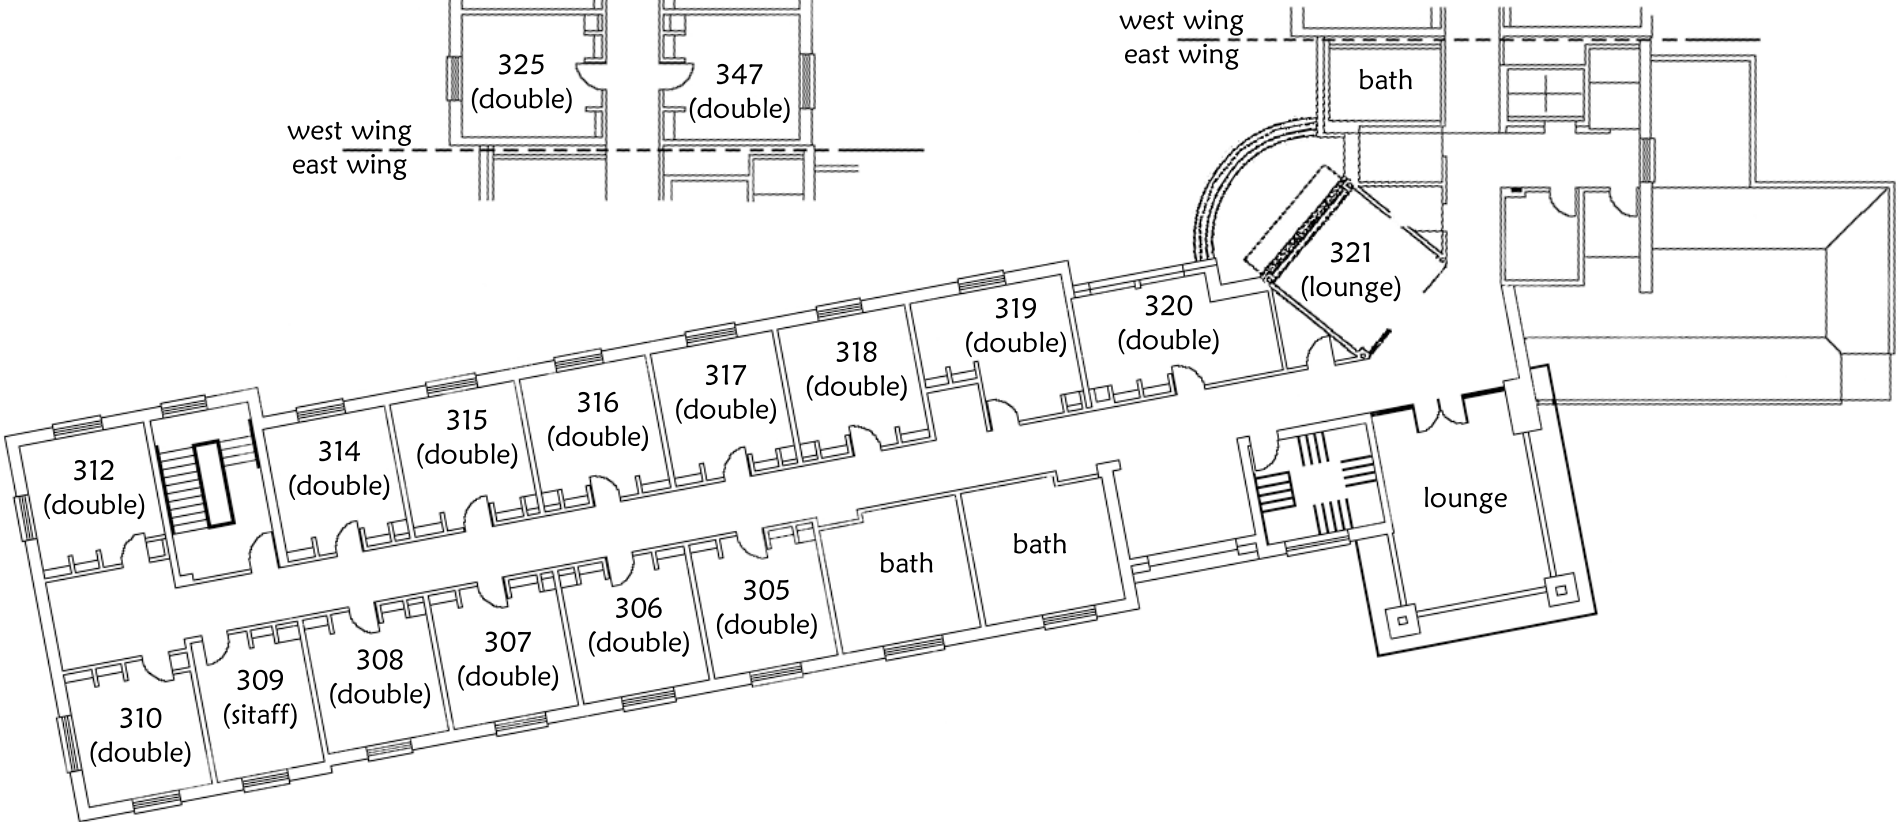 west wing
east wing
325
(double)
347
(double)
west wing
east wing
bath
321
(lounge)
320
(double)
319
(double)
318
(double)
317
(double)
316
(double)
315
(double)
314
(double)
312
(double)
lounge
bath
bath
305
(double)
306
(double)
307
(double)
308
(double)
309
(sitaff)
310
(double)